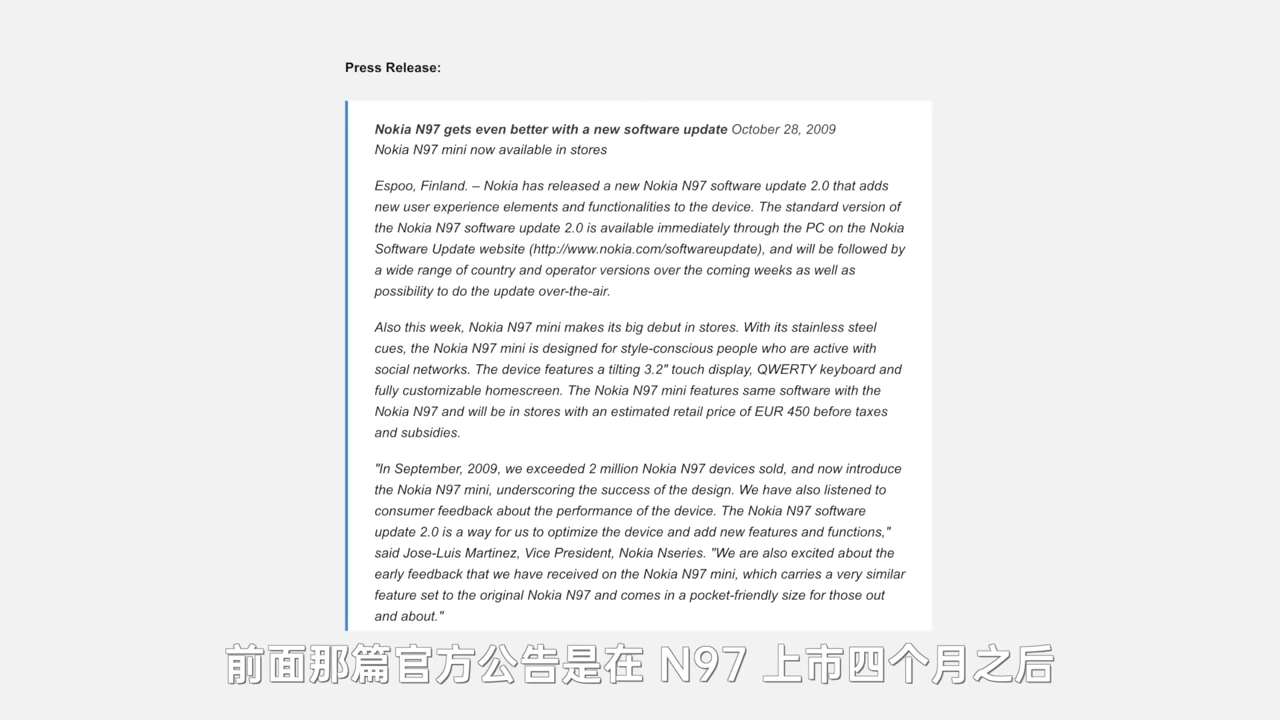 Press Release:
Nokia N97 gets even better with a new software update October 28, 2009
Nokia N97 mini now available in stores
Espoo, Finland. – Nokia has released a new Nokia N97 software update 2.0 that adds
new user experience elements and functionalities to the device. The standard version of
the Nokia N97 software update 2.0 is available immediately through the PC on the Nokia
Software Update website (http://www.nokia.com/softwareupdate), and will be followed by
a wide range of country and operator versions over the coming weeks as well as
possibility to do the update over-the-air.
Also this week, Nokia N97 mini makes its big debut in stores. With its stainless steel
cues, the Nokia N97 mini is designed for style-conscious people who are active with
social networks. The device features a tilting 3.2" touch display, QWERTY keyboard and
fully customizable homescreen. The Nokia N97 mini features same software with the
Nokia N97 and will be in stores with an estimated retail price of EUR 450 before taxes
and subsidies.
"In September, 2009, we exceeded 2 million Nokia N97 devices sold, and now introduce
the Nokia N97 mini, underscoring the success of the design. We have also listened to
consumer feedback about the performance of the device. The Nokia N97 software
update 2.0 is a way for us to optimize the device and add new features and functions,"
said Jose-Luis Martinez, Vice President, Nokia Nseries. "We are also excited about the
early feedback that we have received on the Nokia N97 mini, which carries a very similar
feature set to the original Nokia N97 and comes in a pocket-friendly size for those out
and about."
前面那篇官方公告是在 N97 上市四个月之后